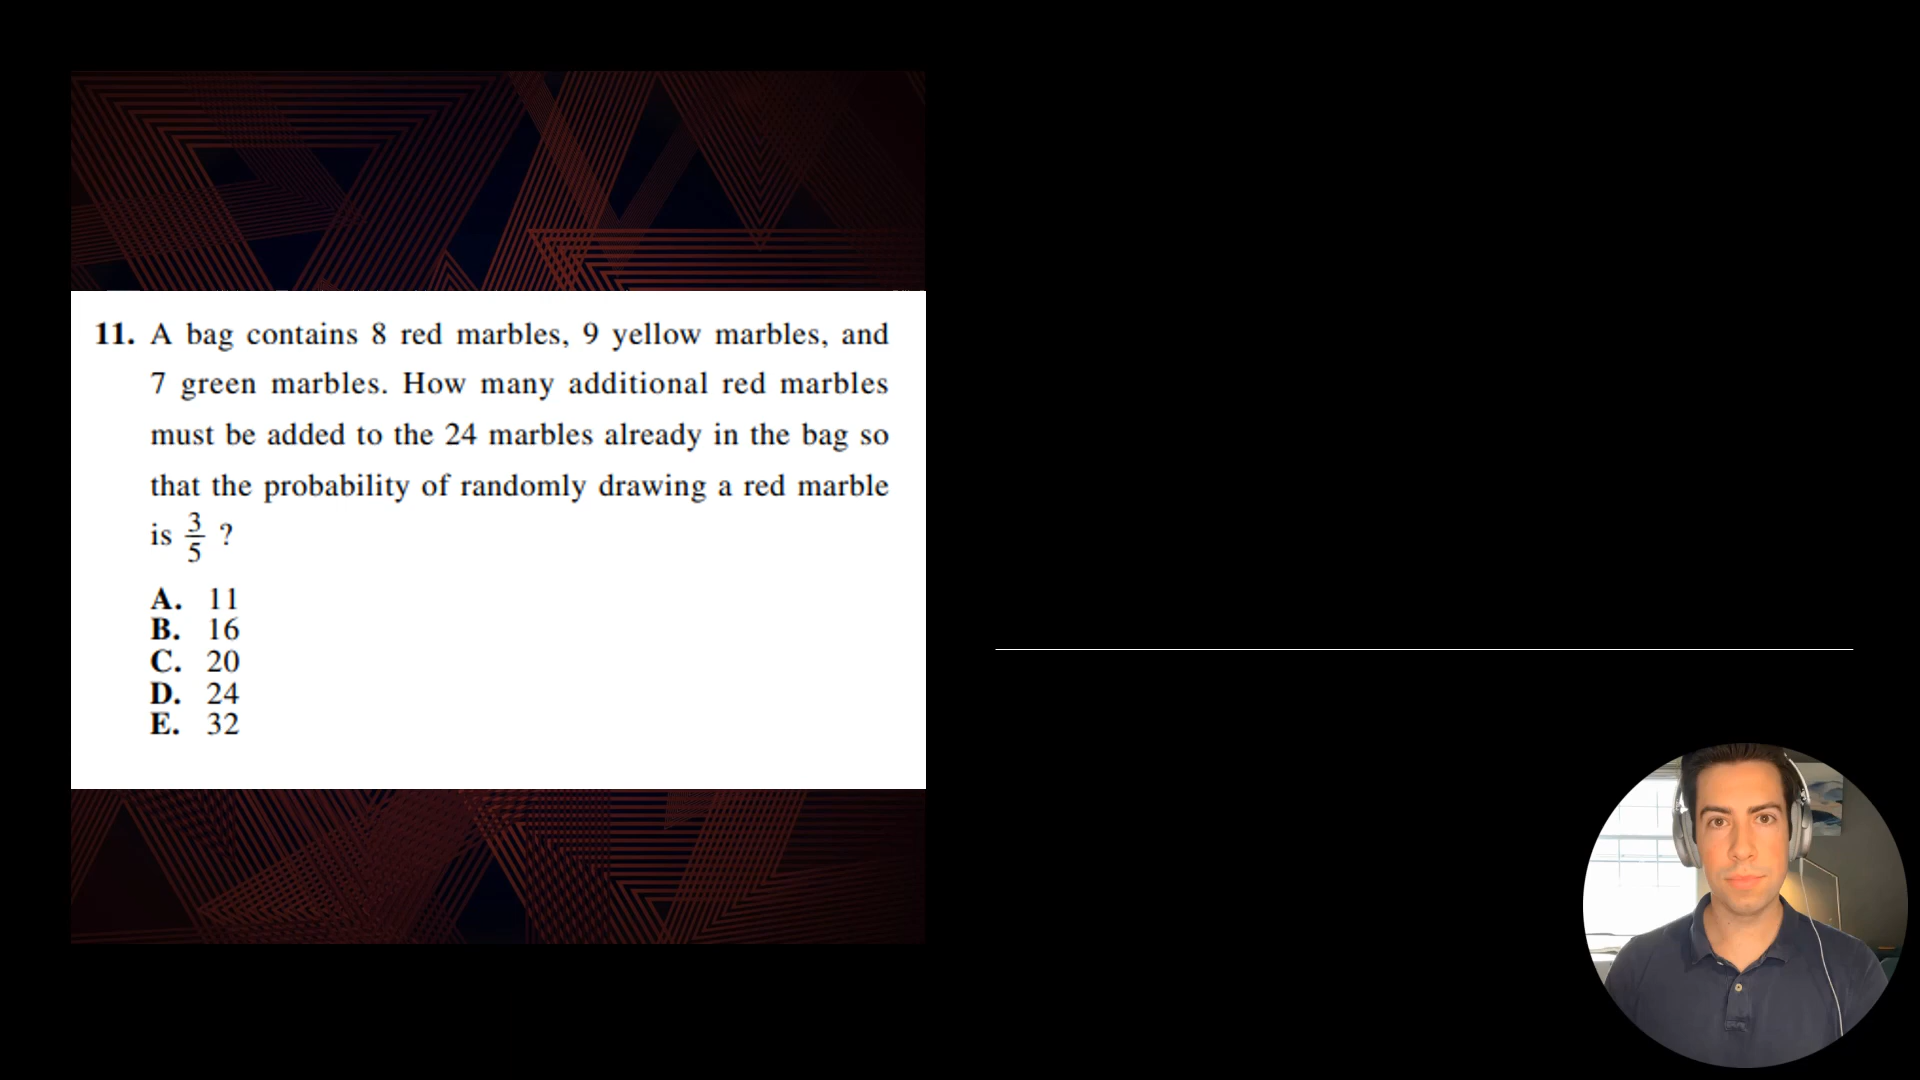 11. A bag contains 8 red marbles, 9 yellow marbles, and
7 green marbles. How many additional red marbles
must be added to the 24 marbles already in the bag so
that the probability of randomly drawing a red marble
is 3/5 ?
A. 11
B. 16
C. 20
D. 24
E. 32